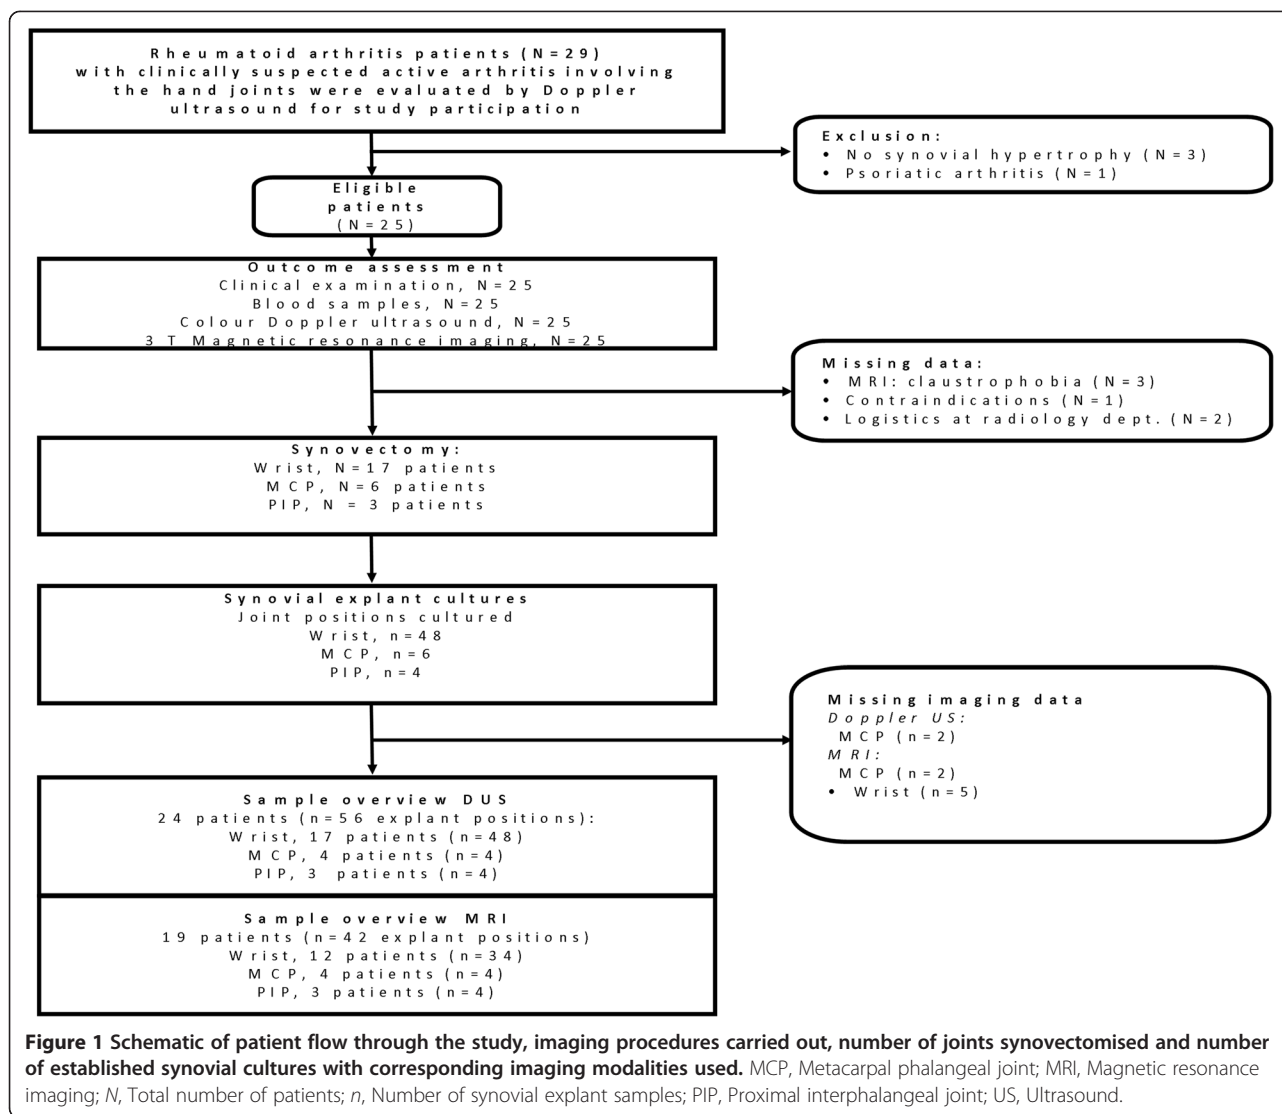 Rheumatoid arthritis patients (N=29)
with clinically suspected active arthritis involving
the hand joints were evaluated by Doppler
ultrasound for study participation
Exclusion:
• No synovial hypertrophy (N=3)
• Psoriatic arthritis (N=1)
Eligible
patients
(N=25)
Outcome assessment
Clinical examination, N=25
Blood samples, N=25
Colour Doppler ultrasound, N=25
3 T Magnetic resonance imaging, N=25
Missing data:
• MRI: claustrophobia (N=3)
• Contraindications (N=1)
• Logistics at radiology dept. (N=2)
Synovectomy:
Wrist, N=17 patients
MCP, N=6 patients
PIP, N = 3 patients
Synovial explant cultures
Joint positions cultured
Wrist, n=48
MCP, n=6
PIP, n=4
Missing imaging data
Doppler US:
MCP (n=2)
MRI:
MCP (n=2)
• Wrist (n=5)
Sample overview DUS
24 patients (n=56 explant positions):
Wrist, 17 patients (n=48)
MCP, 4 patients (n=4)
PIP, 3 patients (n=4)
Sample overview MRI
19 patients (n=42 explant positions)
Wrist, 12 patients (n=34)
MCP, 4 patients (n=4)
PIP, 3 patients (n=4)
Figure 1 Schematic of patient flow through the study, imaging procedures carried out, number of joints synovectomised and number
of established synovial cultures with corresponding imaging modalities used. MCP, Metacarpal phalangeal joint; MRI, Magnetic resonance
imaging; N, Total number of patients; n, Number of synovial explant samples; PIP, Proximal interphalangeal joint; US, Ultrasound.